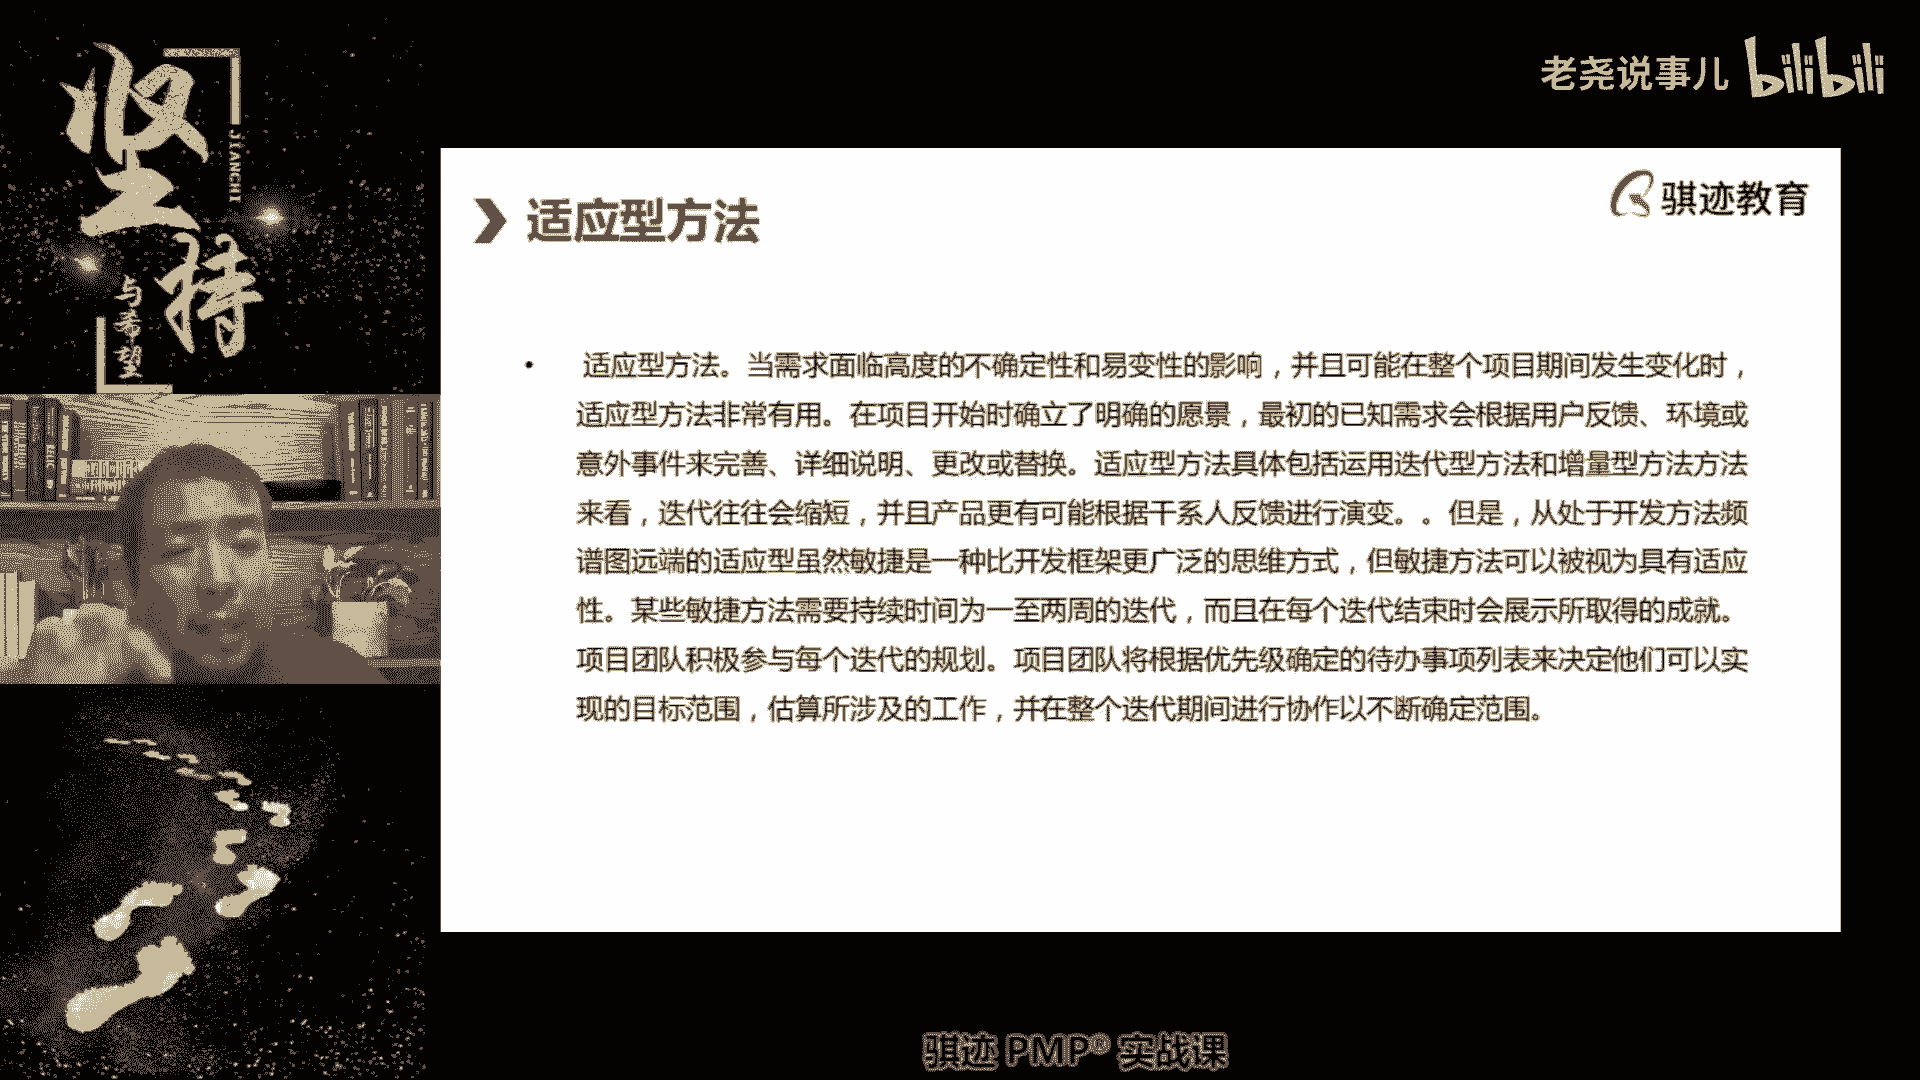 坚持
JIANCHI
与希望
老尧说事儿 bilibili
骐迹教育
适应型方法
• 适应型方法。当需求面临高度的不确定性和易变性的影响，并且可能在整个项目期间发生变化时，
适应型方法非常有用。在项目开始时确立了明确的愿景，最初的已知需求会根据用户反馈、环境或
意外事件来完善、详细说明、更改或替换。适应型方法具体包括运用迭代型方法和增量型方法方法
来看，迭代往往会缩短，并且产品更有可能根据干系人反馈进行演变。。但是，从处于开发方法频
谱图远端的适应型虽然敏捷是一种比开发框架更广泛的思维方式，但敏捷方法可以被视为具有适应
性。某些敏捷方法需要持续时间为一至两周的迭代，而且在每个迭代结束时会展示所取得的成就。
项目团队积极参与每个迭代的规划。项目团队将根据优先级确定的待办事项列表来决定他们可以实
现的目标范围，估算所涉及的工作，并在整个迭代期间进行协作以不断确定范围。
骐迹 PMP® 实战课